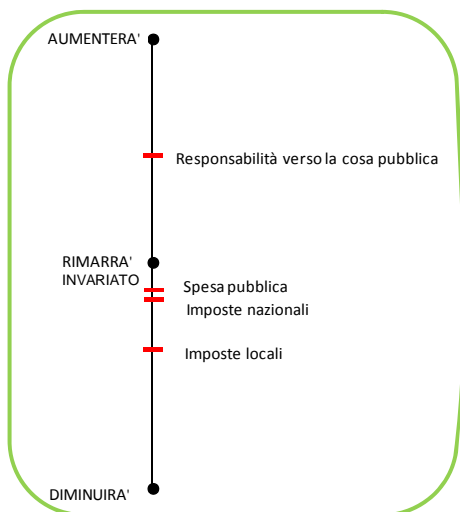 AUMENTERA'
Responsabilità verso la cosa pubblica
RIMARRA'
INVARIATO
Spesa pubblica
Imposte nazionali
Imposte locali
DIMINUIRA'